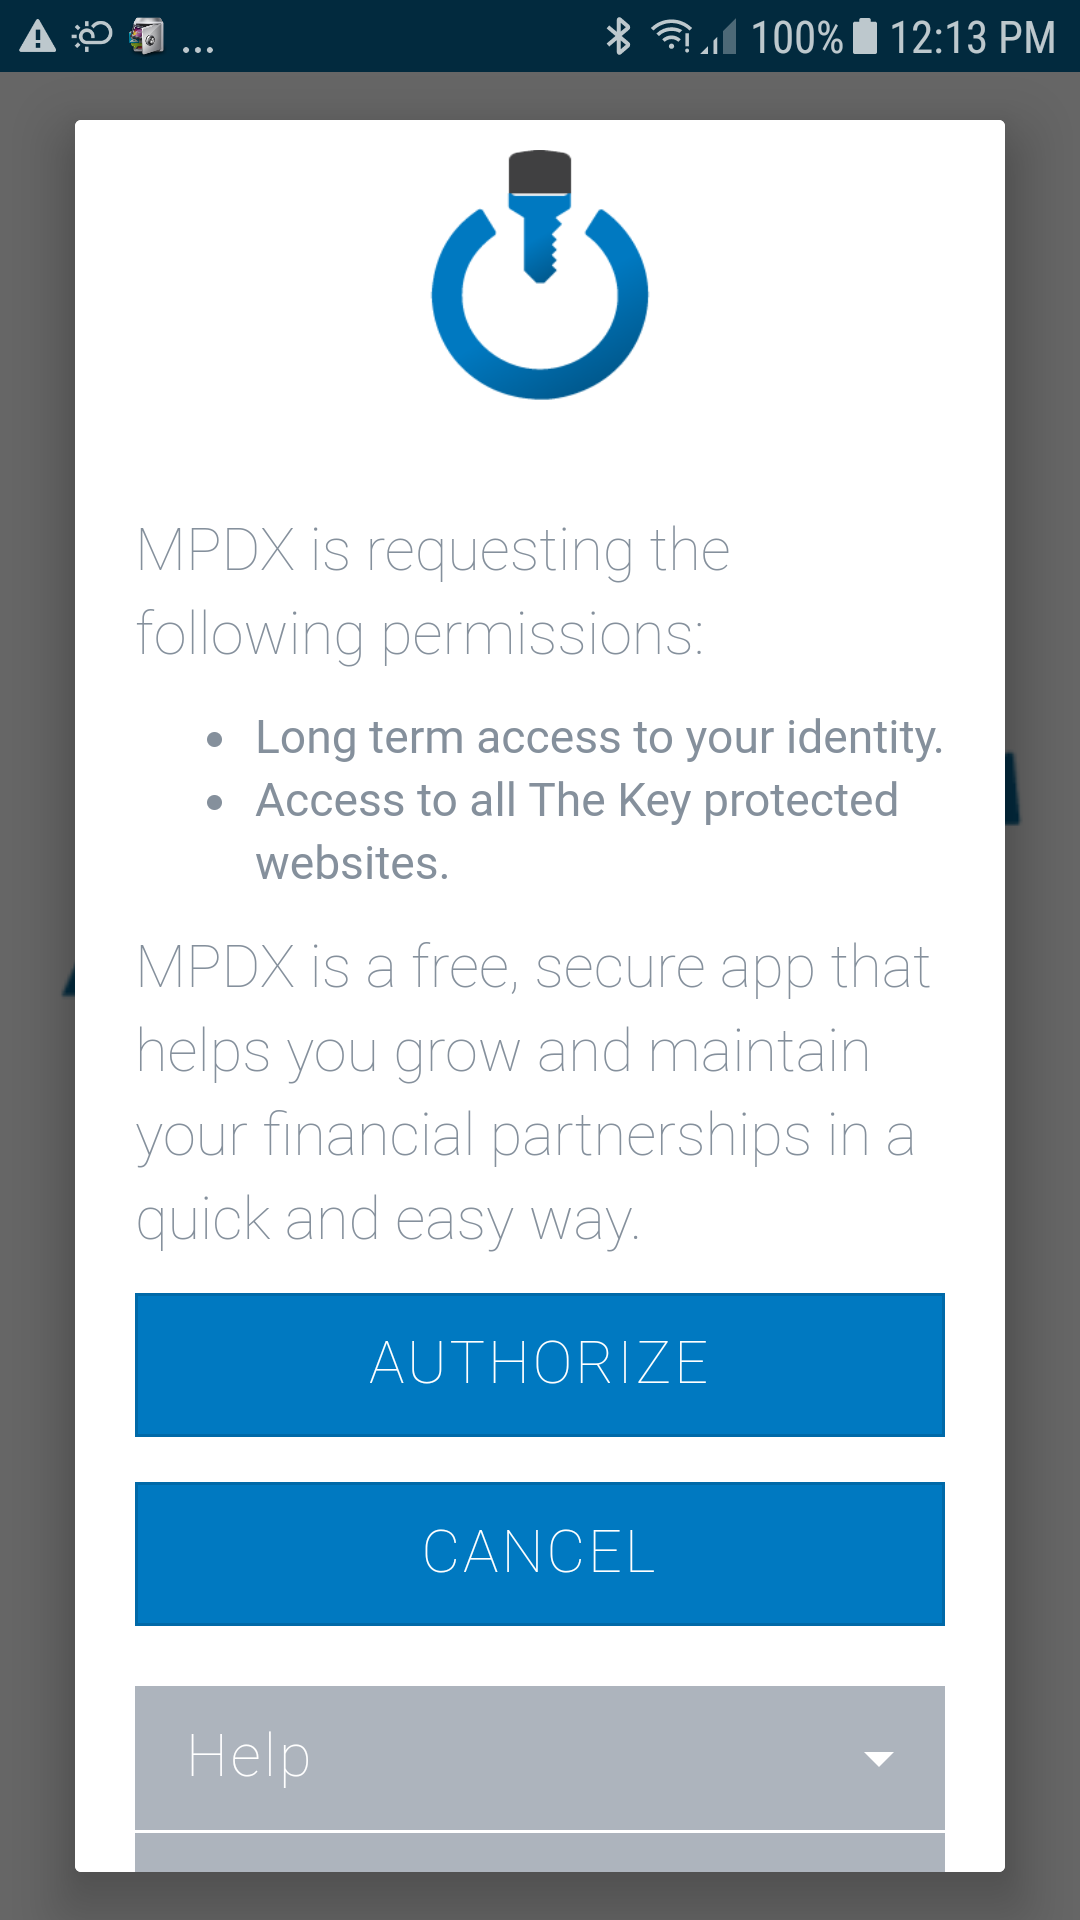 ... 100% 12:13 PM
MPDX is requesting the
following permissions:
• Long term access to your identity.
• Access to all The Key protected
websites.
MPDX is a free, secure app that
helps you grow and maintain
your financial partnerships in a
quick and easy way.
AUTHORIZE
CANCEL
Help